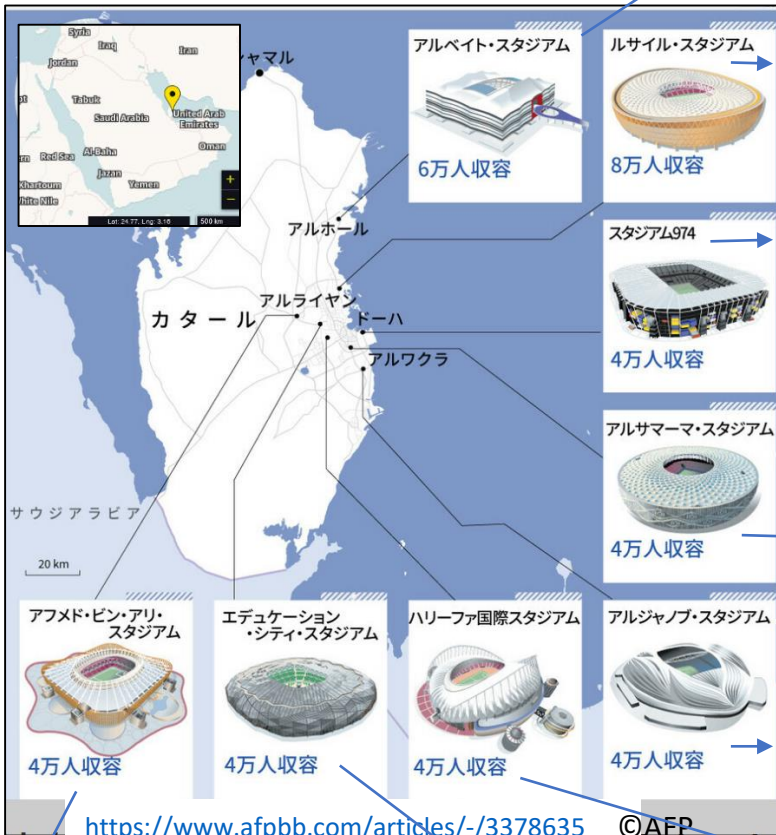 Syria
Iraq
Iran
Jordan
Tabuk
Saudi Arabia
United Arab
Emirates
Oman
Red Sea
Al-Baha
Jazan
Yemen
Khartoum
White Nile
+
−
Lat: 24.77, Lng: 3.16
500 km
ャマル
アルベイト・スタジアム
6万人収容
ルサイル・スタジアム
8万人収容
アルホール
スタジアム974
4万人収容
アルライヤン
カタール
ドーハ
アルワクラ
アルサマーマ・スタジアム
4万人収容
サウジアラビア
20 km
アフメド・ビン・アリ・
スタジアム
4万人収容
エデュケーション
・シティ・スタジアム
4万人収容
ハリーファ国際スタジアム
4万人収容
アルジャノブ・スタジアム
4万人収容
https://www.afpbb.com/articles/-/3378635 ©AFP